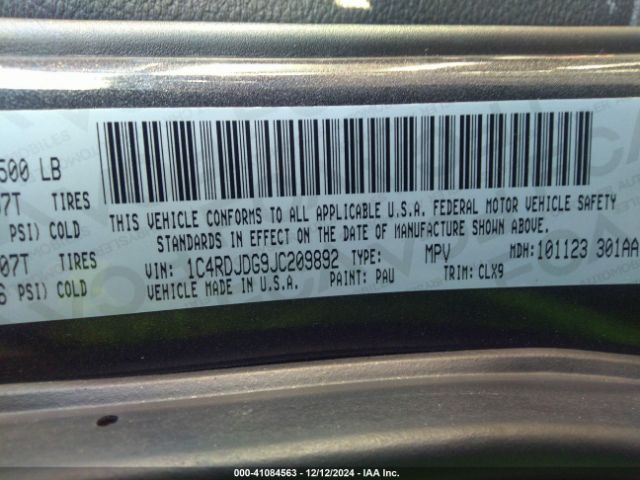 500 LB
7T TIRES
PSI) COLD
07T TIRES
PSI) COLD
THIS VEHICLE CONFORMS TO ALL APPLICABLE U.S.A. FEDERAL MOTOR VEHICLE SAFETY
STANDARDS IN EFFECT ON THE DATE OF MANUFACTURE SHOWN ABOVE.
VIN: 1C4RDJDG9JC209892 TYPE: MPV MDH: 101123 301AA
VEHICLE MADE IN U.S.A. PAINT: PAU TRIM: CLX9
000-41084563 - 12/12/2024 - IAA Inc.